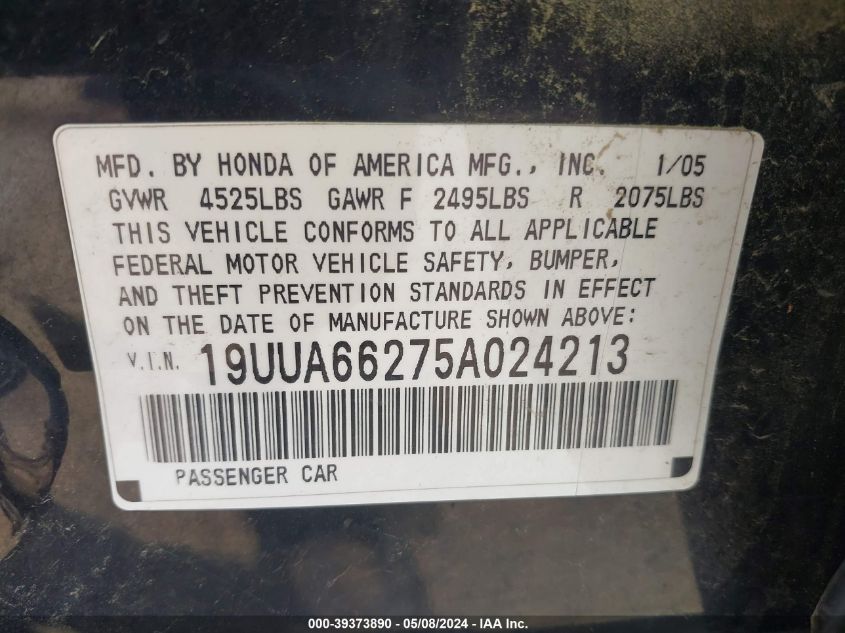 MFD. BY HONDA OF AMERICA MFG., INC. 1/05
GVWR 4525LBS GAWR F 2495LBS R 2075LBS
THIS VEHICLE CONFORMS TO ALL APPLICABLE
FEDERAL MOTOR VEHICLE SAFETY, BUMPER,
AND THEFT PREVENTION STANDARDS IN EFFECT
ON THE DATE OF MANUFACTURE SHOWN ABOVE:
V.I.N. 19UUA66275A024213
PASSENGER CAR
000-39373890 - 05/08/2024 - IAA Inc.